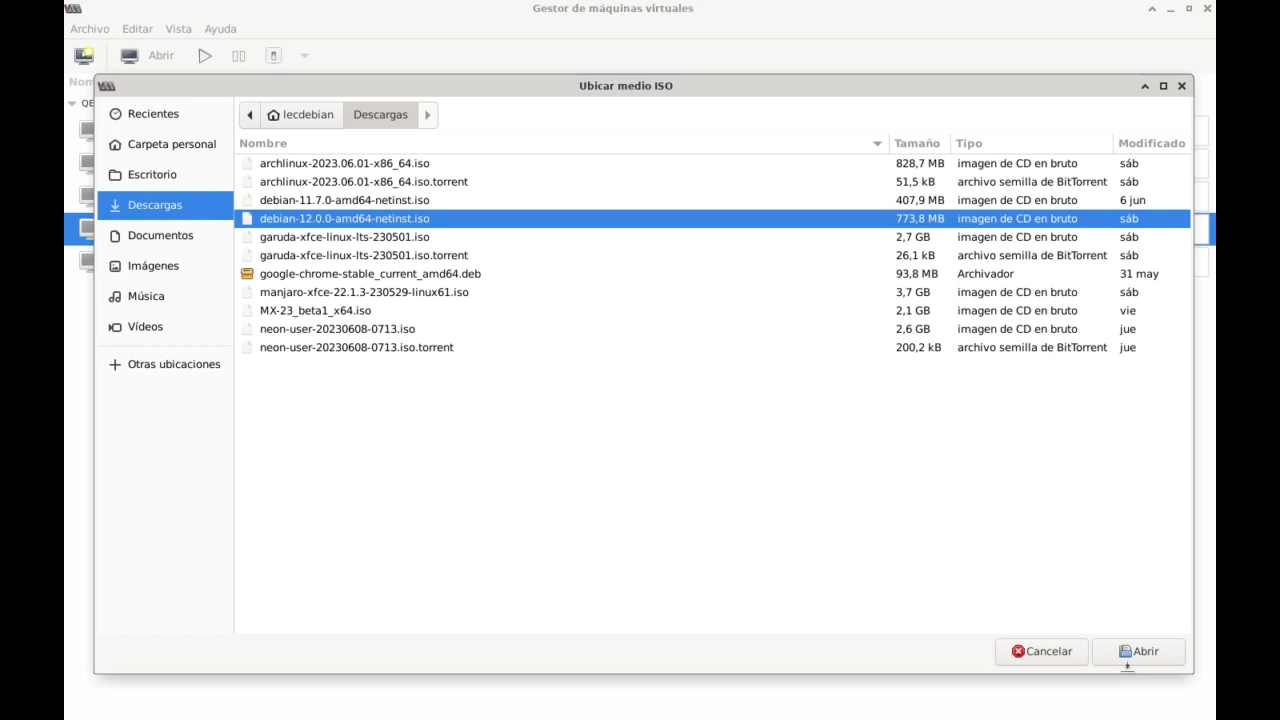 Gestor de máquinas virtuales
Archivo Editar Vista Ayuda
Abrir
Nom
QE
Ubicar medio ISO
Recientes
Carpeta personal
Escritorio
Descargas
Documentos
Imágenes
Música
Vídeos
Otras ubicaciones
lecdebian Descargas
Nombre Tamaño Tipo Modificado
archlinux-2023.06.01-x86_64.iso 828,7 MB imagen de CD en bruto sáb
archlinux-2023.06.01-x86_64.iso.torrent 51,5 kB archivo semilla de BitTorrent sáb
debian-11.7.0-amd64-netinst.iso 407,9 MB imagen de CD en bruto 6 jun
debian-12.0.0-amd64-netinst.iso 773,8 MB imagen de CD en bruto sáb
garuda-xfce-linux-lts-230501.iso 2,7 GB imagen de CD en bruto sáb
garuda-xfce-linux-lts-230501.iso.torrent 26,1 kB archivo semilla de BitTorrent sáb
google-chrome-stable_current_amd64.deb 93,8 MB Archivador 31 may
manjaro-xfce-22.1.3-230529-linux61.iso 3,7 GB imagen de CD en bruto sáb
MX-23_beta1_x64.iso 2,1 GB imagen de CD en bruto vie
neon-user-20230608-0713.iso 2,6 GB imagen de CD en bruto jue
neon-user-20230608-0713.iso.torrent 200,2 kB archivo semilla de BitTorrent jue
Cancelar Abrir